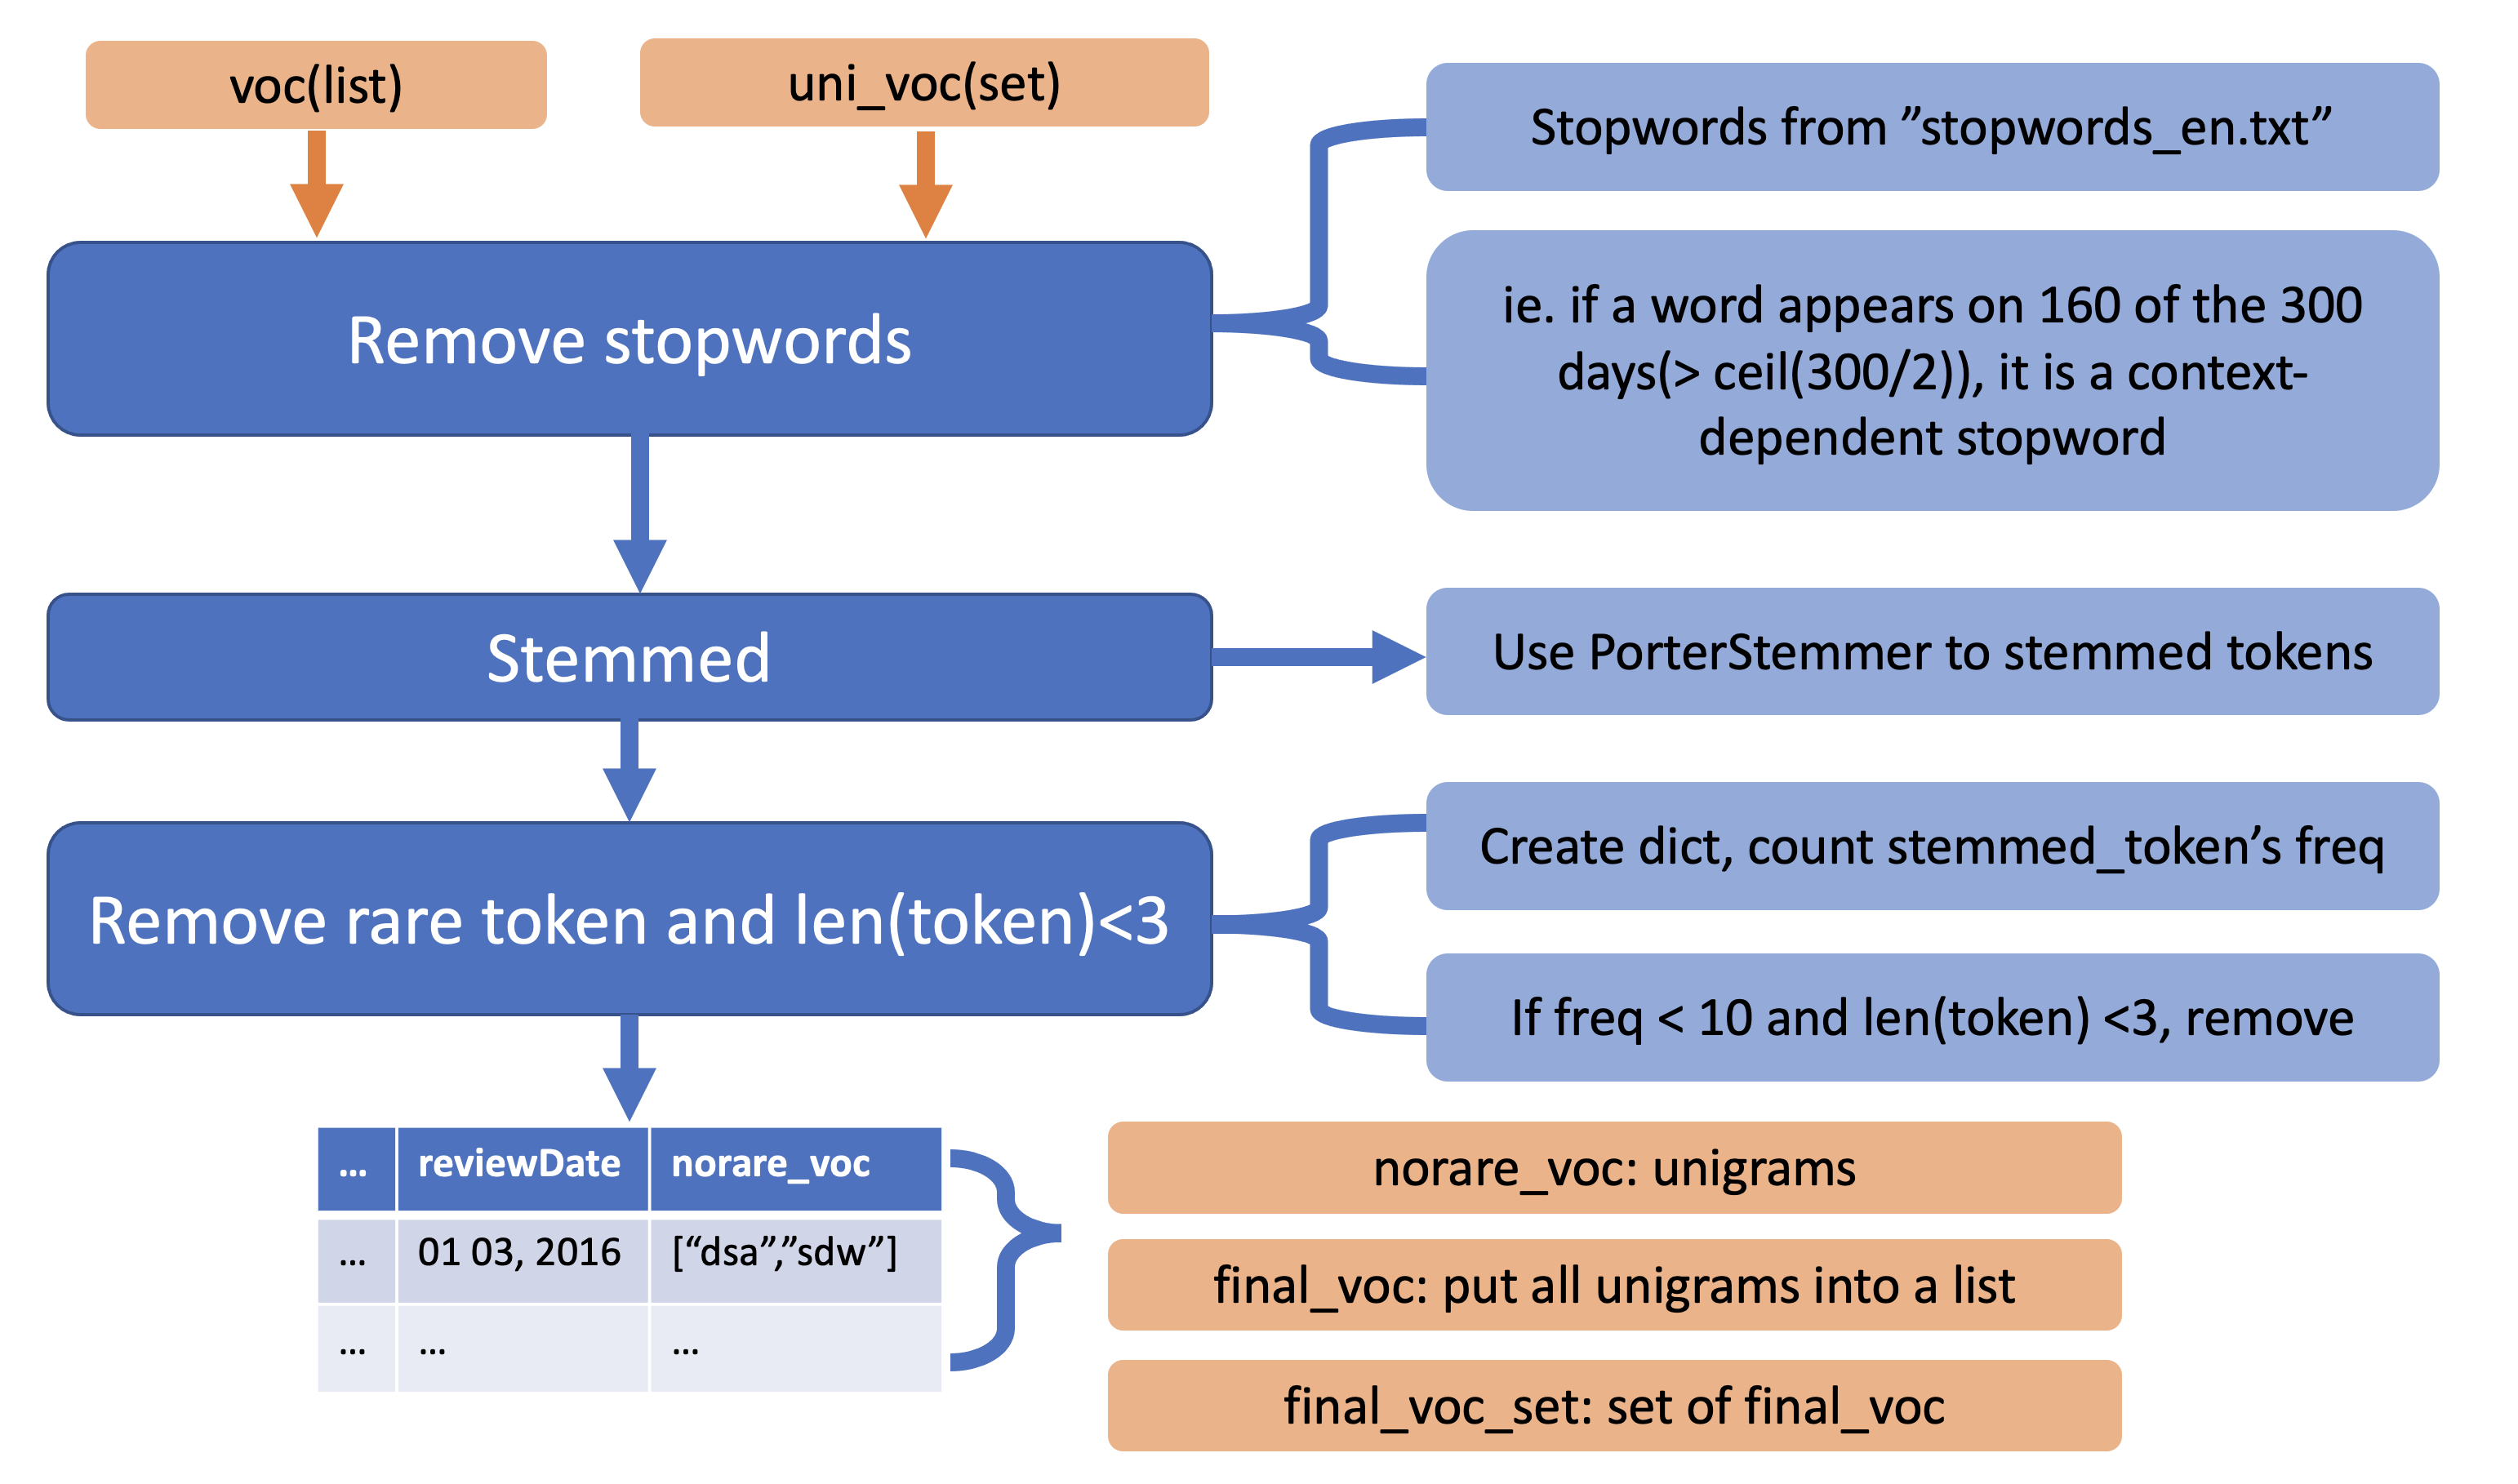 voc(list)
uni_voc(set)
Stopwords from ”stopwords_en.txt”
Remove stopwords
ie. if a word appears on 160 of the 300
days(> ceil(300/2)), it is a context-
dependent stopword
Stemmed
Use PorterStemmer to stemmed tokens
Remove rare token and len(token)<3
Create dict, count stemmed_token’s freq
If freq < 10 and len(token) <3, remove
... reviewDate norare_voc
... 01 03, 2016 [“dsa”,”sdw”]
... ... ...
norare_voc: unigrams
final_voc: put all unigrams into a list
final_voc_set: set of final_voc